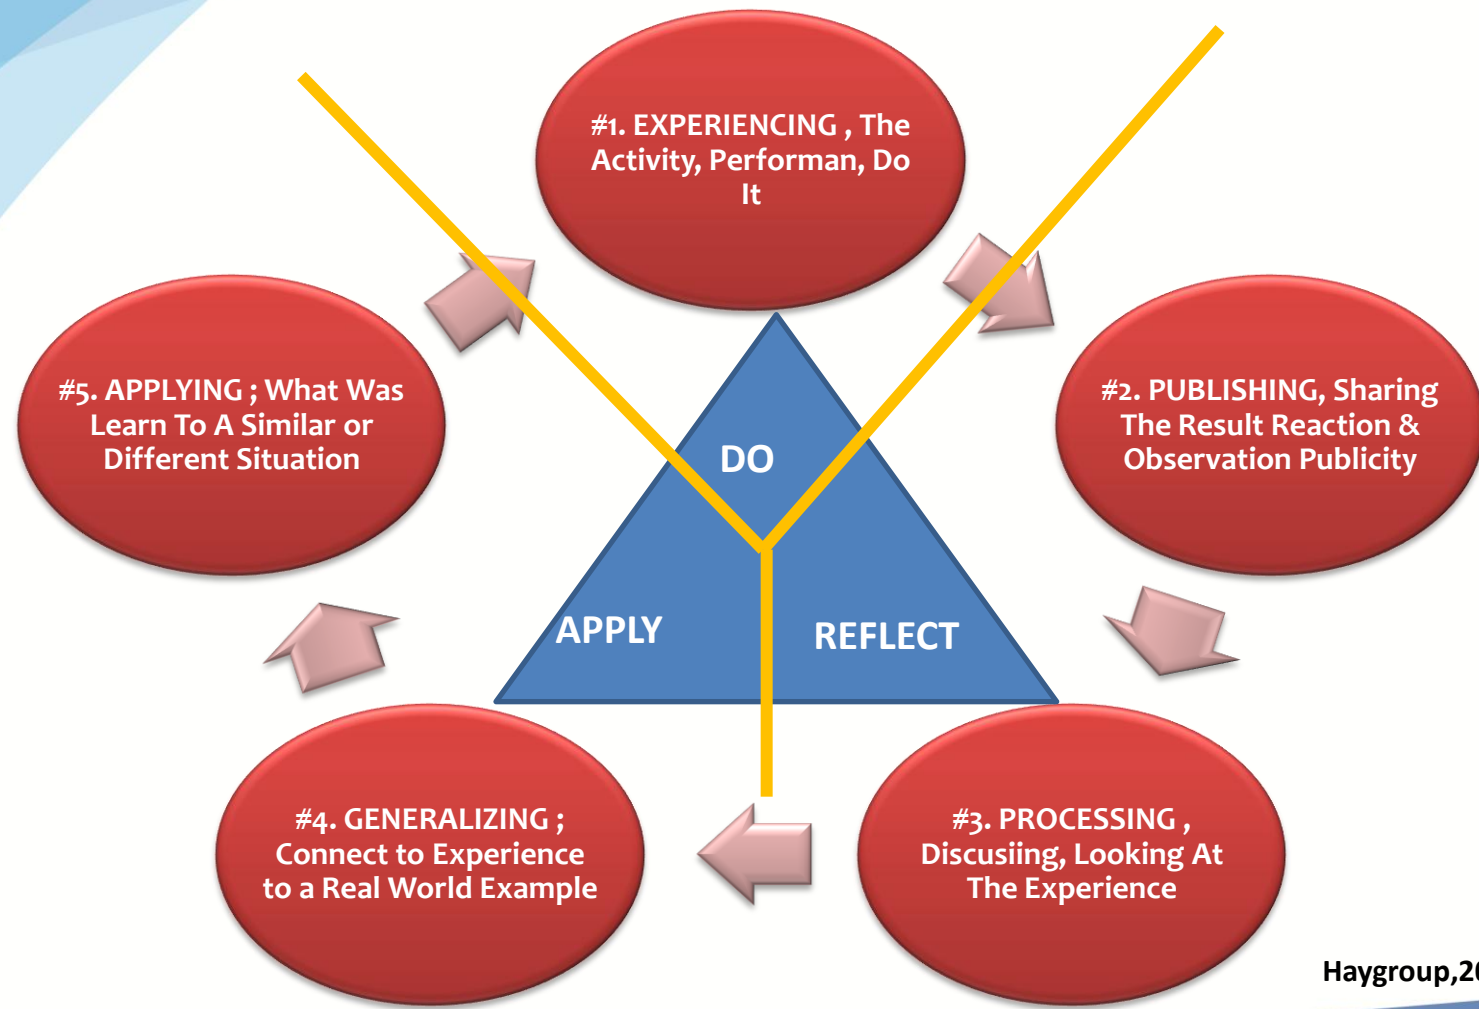 #1. EXPERIENCING , The
Activity, Performan, Do
It
#2. PUBLISHING, Sharing
The Result Reaction &
Observation Publicity
#3. PROCESSING ,
Discusiing, Looking At
The Experience
#4. GENERALIZING ;
Connect to Experience
to a Real World Example
#5. APPLYING ; What Was
Learn To A Similar or
Different Situation
DO
APPLY
REFLECT
Haygroup,20